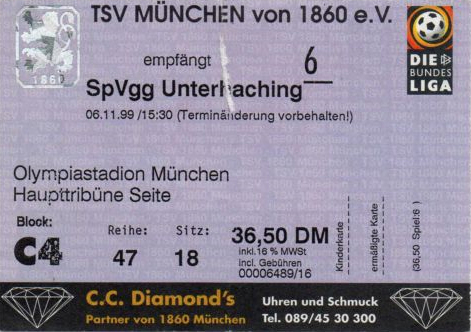 TSV MÜNCHEN von 1860 e.V.
empfängt
6
SpVgg Unterhaching
06.11.99 /15:30 (Terminänderung vorbehalten!)
1860
DIE
BUNDES
LIGA
Olympiastadion München
Haupttribüne Seite
Block:
C4
Reihe:
47
Sitz:
18
36,50 DM
inkl.16 % MWSt
incl. Gebühren
00006489/16
Kinderkarte
ermäßigte Karte
(36,50 Spiel:6 )
C.C. Diamond's
Partner von 1860 München
Uhren und Schmuck
Tel. 089/45 30 300